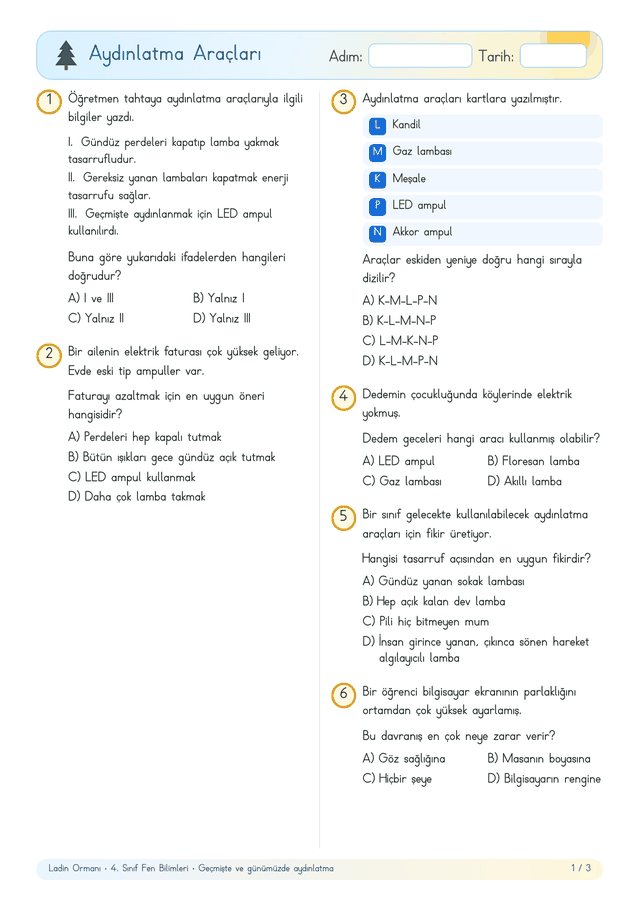 Aydınlatma Araçları
Adım:
Tarih:
1
Öğretmen tahtaya aydınlatma araçlarıyla ilgili
bilgiler yazdı.
I. Gündüz perdeleri kapatıp lamba yakmak
tasarrufludur.
II. Gereksiz yanan lambaları kapatmak enerji
tasarrufu sağlar.
III. Geçmişte aydınlanmak için LED ampul
kullanılırdı.
Buna göre yukarıdaki ifadelerden hangileri
doğrudur?
A) I ve III
B) Yalnız I
C) Yalnız II
D) Yalnız III
2
Bir ailenin elektrik faturası çok yüksek geliyor.
Evde eski tip ampuller var.
Faturayı azaltmak için en uygun öneri
hangisidir?
A) Perdeleri hep kapalı tutmak
B) Bütün ışıkları gece gündüz açık tutmak
C) LED ampul kullanmak
D) Daha çok lamba takmak
3
Aydınlatma araçları kartlara yazılmıştır.
L Kandil
M Gaz lambası
K Meşale
P LED ampul
N Akkor ampul
Araçlar eskiden yeniye doğru hangi sırayla
dizilir?
A) K-M-L-P-N
B) K-L-M-N-P
C) L-M-K-N-P
D) K-L-M-P-N
4
Dedemin çocukluğunda köylerinde elektrik
yokmuş.
Dedem geceleri hangi aracı kullanmış olabilir?
A) LED ampul
B) Floresan lamba
C) Gaz lambası
D) Akıllı lamba
5
Bir sınıf gelecekte kullanılabilecek aydınlatma
araçları için fikir üretiyor.
Hangisi tasarruf açısından en uygun fikirdir?
A) Gündüz yanan sokak lambası
B) Hep açık kalan dev lamba
C) Pili hiç bitmeyen mum
D) İnsan girince yanan, çıkınca sönen hareket
algılayıcılı lamba
6
Bir öğrenci bilgisayar ekranının parlaklığını
ortamdan çok yüksek ayarlamış.
Bu davranış en çok neye zarar verir?
A) Göz sağlığına
B) Masanın boyasına
C) Hiçbir şeye
D) Bilgisayarın rengine
Ladin Ormanı • 4. Sınıf Fen Bilimleri • Geçmişte ve günümüzde aydınlatma
1 / 3